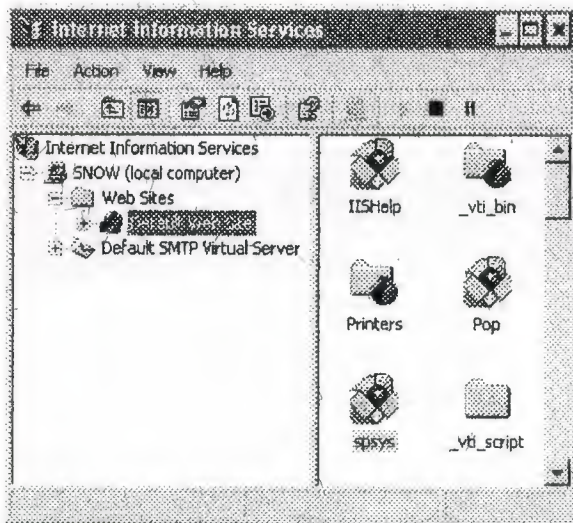 Internet Information Services
File Action View Help
Internet Information Services
SNOW (local computer)
Web Sites
Default SMTP Virtual Server
IISHelp
_vti_bin
Printers
Pop
spsys
_vti_script